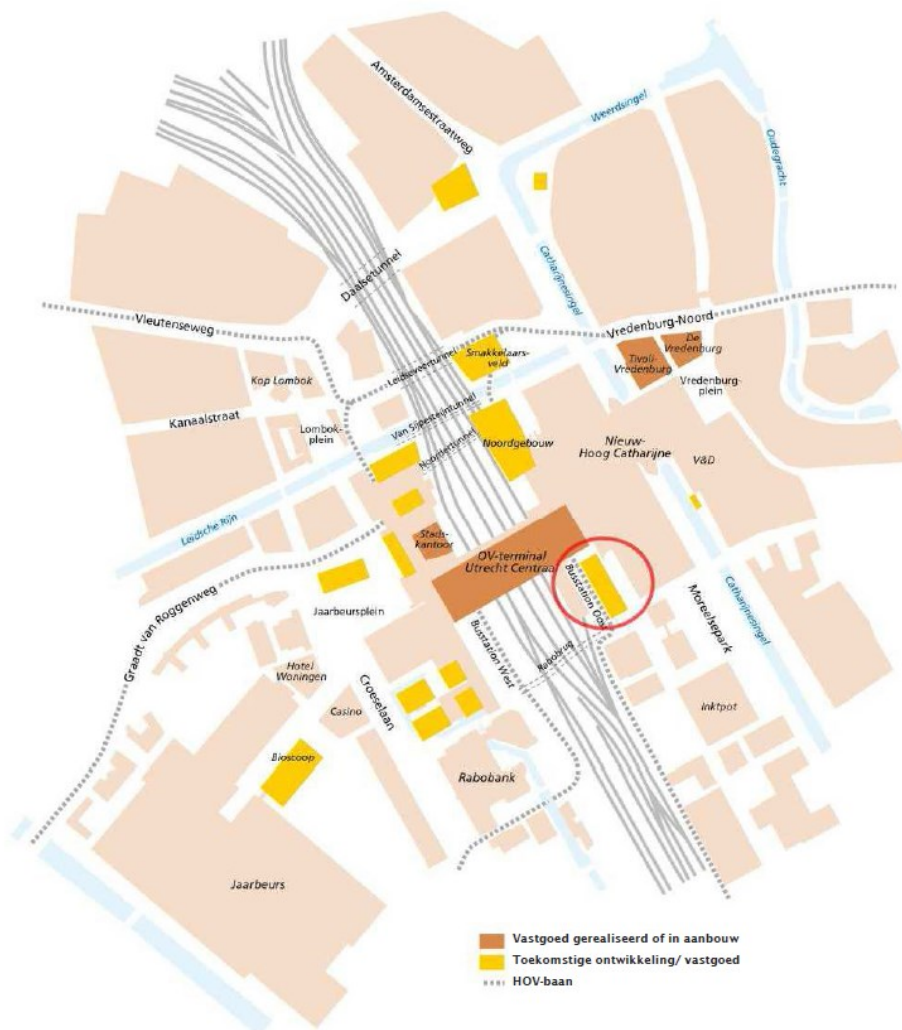 Amsterdamsestraatweg
Weerdsingel
Oudegracht
Daalsetunnel
Catharijnesingel
Vleutenseweg
Vredenburg-Noord
Leidseveertunnel
Smakkelaars-
veld
De
Vredenburg
Tivoli-
Vredenburg
Vredenburg-
plein
Kop Lombok
Kanaalstraat
Lombok-
plein
Van Sijpesteijntunnel
Noordertunnel
Noordgebouw
Nieuw-
Hoog Catharijne
V&D
Leidsche Rijn
Stads-
kantoor
OV-terminal
Utrecht Centraal
Busstation Oost
Graadt van Roggenweg
Jaarbeursplein
Moreelsepark
Catharijnesingel
Busstation West
Rabobrug
Hotel
Woningen
Croeselaan
Casino
Inktpot
Bioscoop
Rabobank
Jaarbeurs
Vastgoed gerealiseerd of in aanbouw
Toekomstige ontwikkeling/ vastgoed
HOV-baan